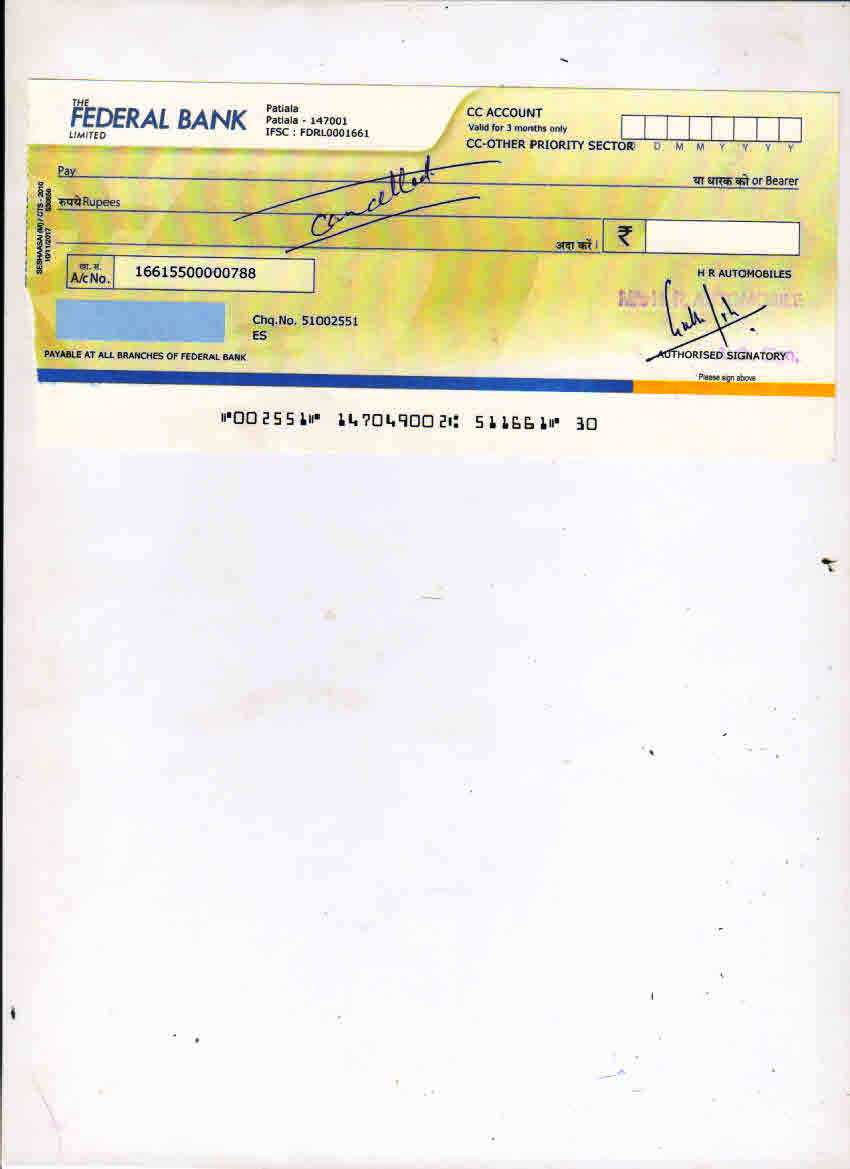 THE
FEDERAL BANK
LIMITED
Patiala
Patiala - 147001
IFSC : FDRL0001661
CC ACCOUNT
Valid for 3 months only
CC-OTHER PRIORITY SECTOR
D D M M Y Y Y Y
Pay
Cancelled
या धारक को or Bearer
रुपये Rupees
अदा करें।
₹
SESHAASAI (M) / CTS - 2010
10/11/2017
खा. सं.
A/c No.
16615500000788
H R AUTOMOBILES
Chq.No. 51002551
ES
PAYABLE AT ALL BRANCHES OF FEDERAL BANK
AUTHORISED SIGNATORY
Please sign above
⑈002551⑈ 147049002⑆ 511661⑈ 30